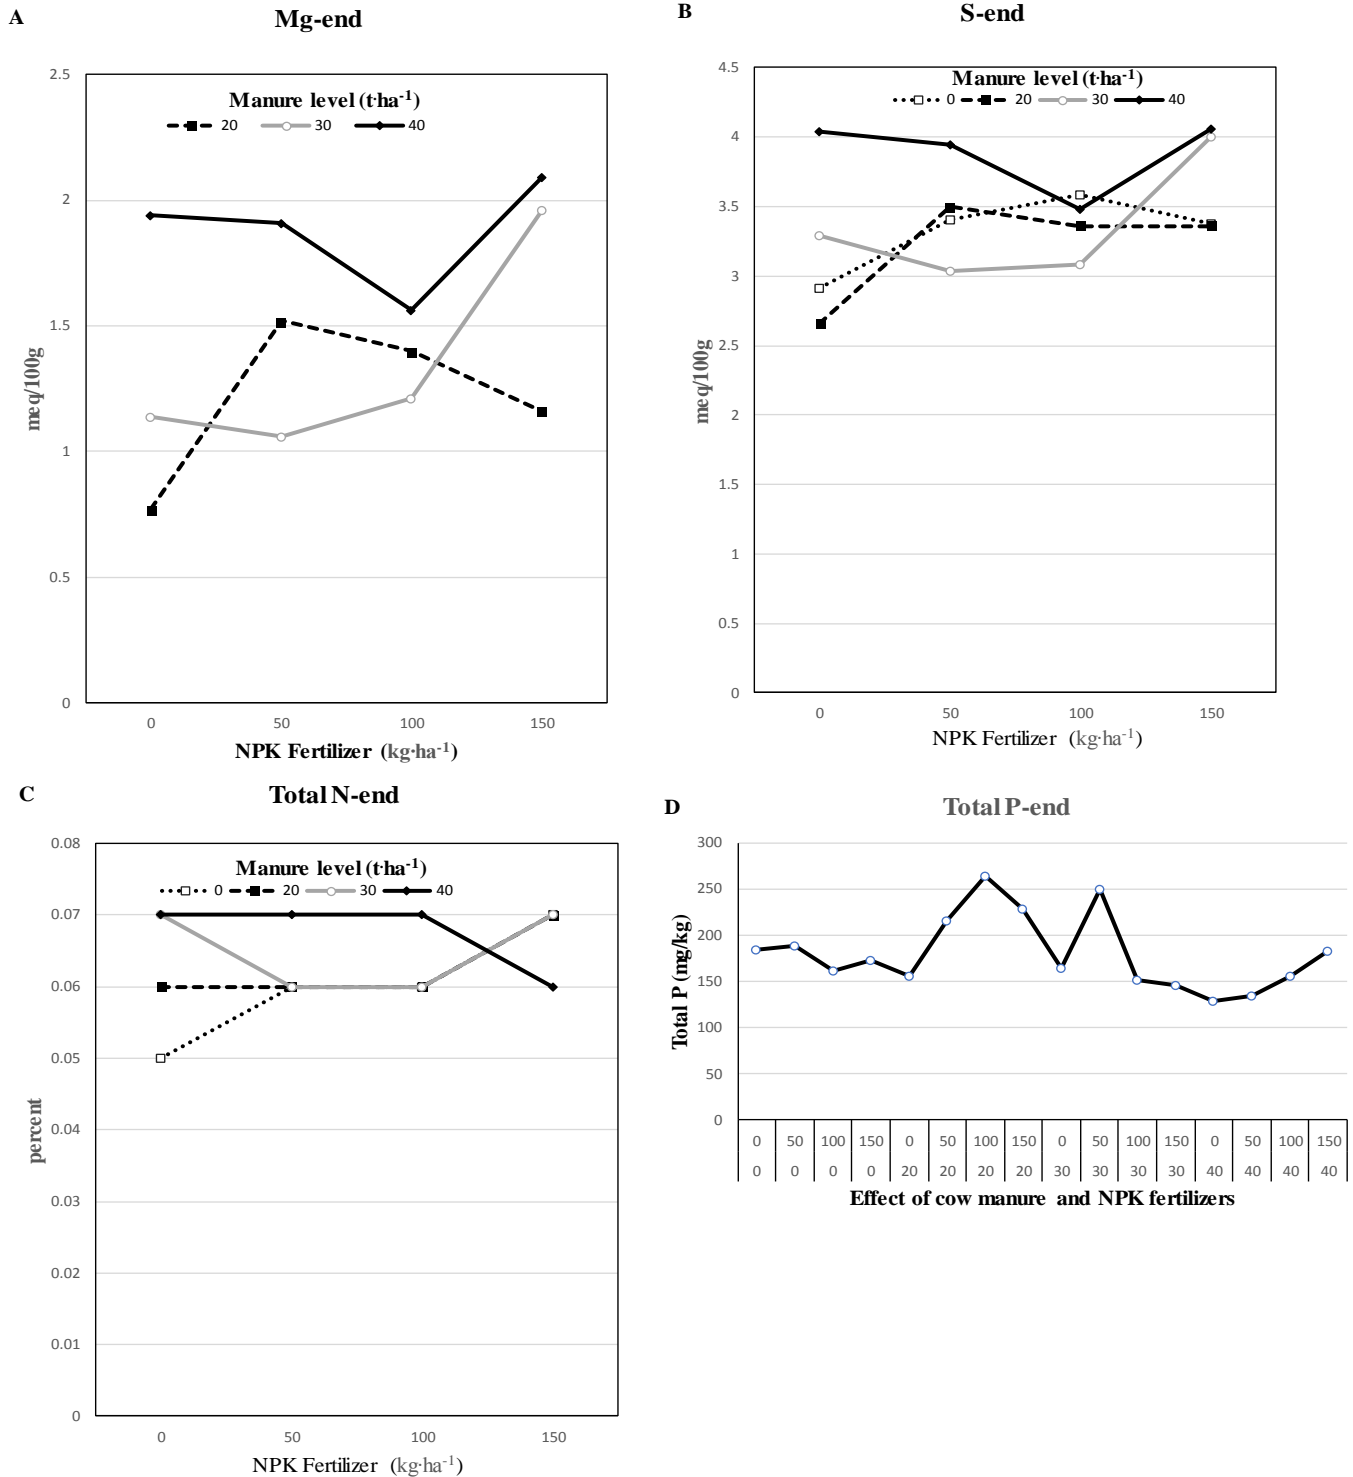 A
Mg-end
2.5
2
1.5
1
0.5
0
meq/100g
Manure level (t·ha-1)
20 30 40
0 50 100 150
NPK Fertilizer (kg·ha-1)
B
S-end
4.5
4
3.5
3
2.5
2
1.5
1
0.5
0
meq/100g
Manure level (t·ha-1)
0 20 30 40
0 50 100 150
NPK Fertilizer (kg·ha-1)
C
Total N-end
0.08
0.07
0.06
0.05
0.04
0.03
0.02
0.01
0
percent
Manure level (t·ha-1)
0 20 30 40
0 50 100 150
NPK Fertilizer (kg·ha-1)
D
Total P-end
300
250
200
150
100
50
0
Total P (mg/kg)
0 50 100 150 0 50 100 150 0 50 100 150 0 50 100 150
0 0 0 0 20 20 20 20 30 30 30 30 40 40 40 40
Effect of cow manure and NPK fertilizers